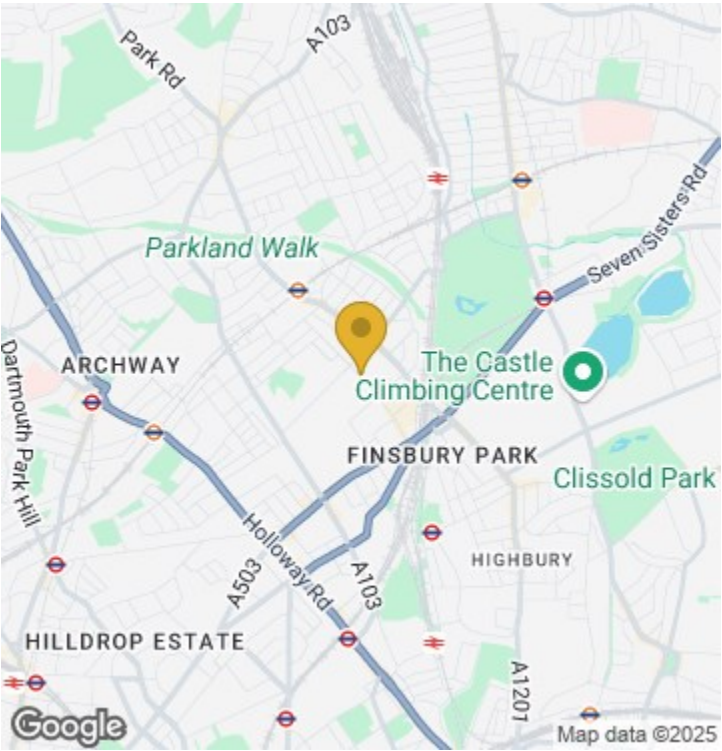 A103
Park Rd
Seven Sisters Rd
Parkland Walk
ARCHWAY
The Castle
Climbing Centre
Dartmouth Park Hill
FINSBURY PARK
Clissold Park
Holloway Rd
A503
A103
HIGHBURY
HILLDROP ESTATE
A1201
Google
Map data ©2025